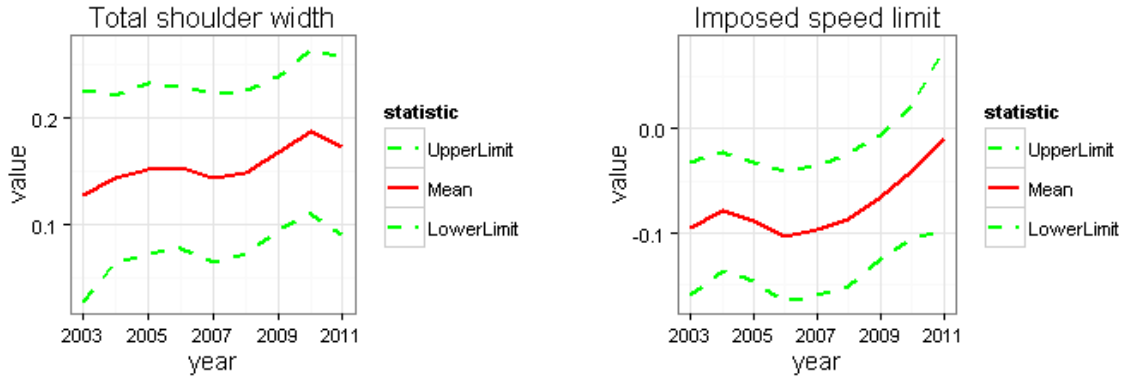 Total shoulder width
value
0.2
0.1
2003 2005 2007 2009 2011
year
statistic
UpperLimit
Mean
LowerLimit
Imposed speed limit
value
0.0
-0.1
2003 2005 2007 2009 2011
year
statistic
UpperLimit
Mean
LowerLimit